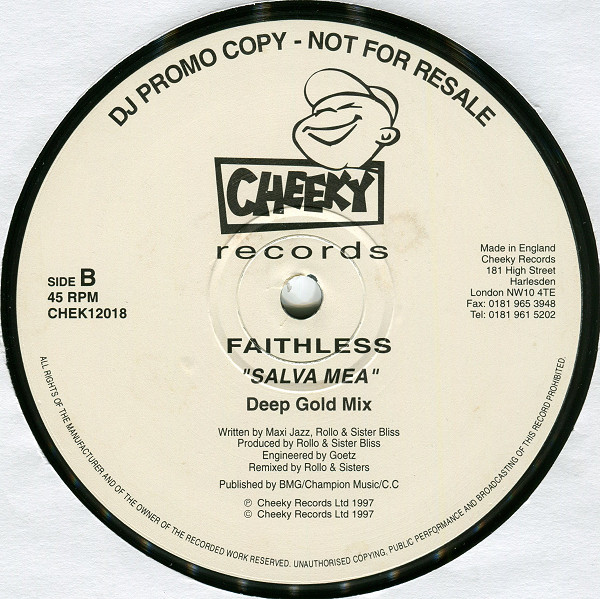 DJ PROMO COPY - NOT FOR RESALE
CHEEKY
records
SIDE B
45 RPM
CHEK12018
Made in England
Cheeky Records
181 High Street
Harlesden
London NW10 4TE
Fax: 0181 965 3948
Tel: 0181 961 5202
FAITHLESS
"SALVA MEA"
Deep Gold Mix
Written by Maxi Jazz, Rollo & Sister Bliss
Produced by Rollo & Sister Bliss
Engineered by Goetz
Remixed by Rollo & Sisters
Published by BMG/Champion Music/C.C
℗ Cheeky Records Ltd 1997
© Cheeky Records Ltd 1997
ALL RIGHTS OF THE MANUFACTURER AND OF THE OWNER OF THE RECORDED WORK RESERVED. UNAUTHORISED COPYING, PUBLIC PERFORMANCE AND BROADCASTING OF THIS RECORD PROHIBITED.